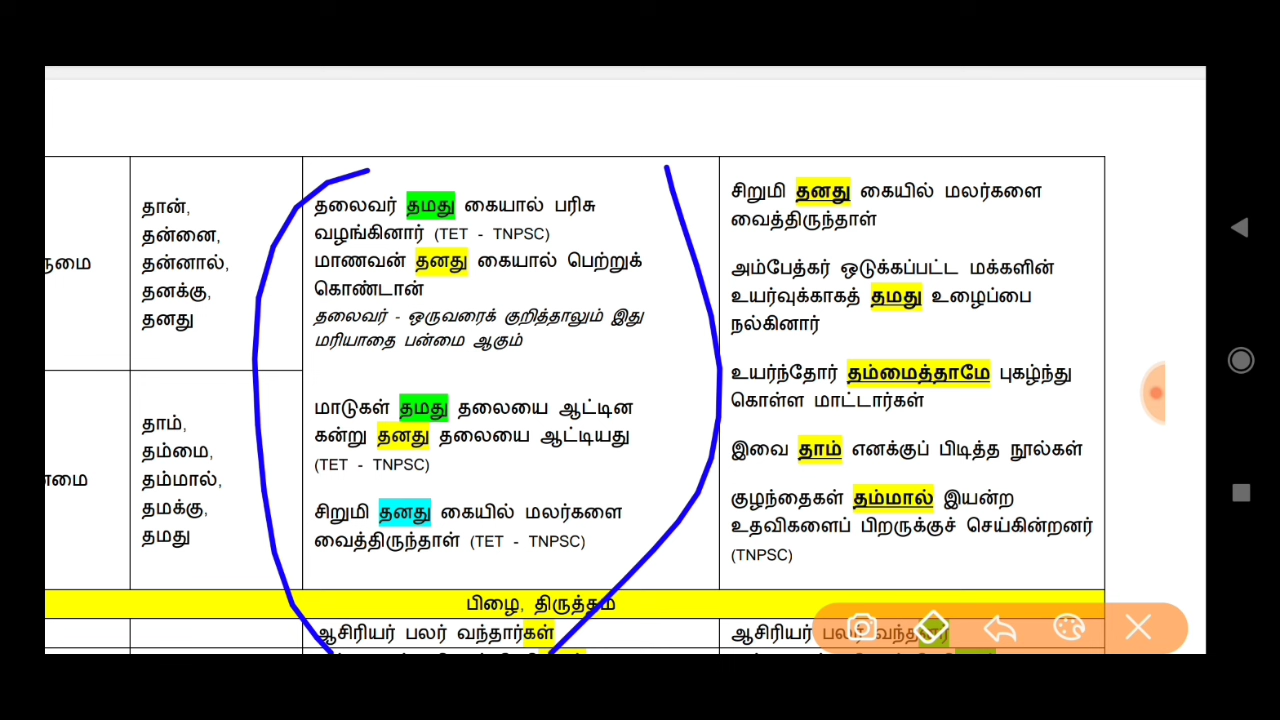 தான்,
தன்னை,
தன்னால்,
தனக்கு,
தனது
தலைவர் தமது கையால் பரிசு
வழங்கினார் (TET - TNPSC)
மாணவன் தனது கையால் பெற்றுக்
கொண்டான்
தலைவர் - ஒருவரைக் குறித்தாலும் இது
மரியாதை பன்மை ஆகும்
சிறுமி தனது கையில் மலர்களை
வைத்திருந்தாள்
அம்பேத்கர் ஒடுக்கப்பட்ட மக்களின்
உயர்வுக்காகத் தமது உழைப்பை
நல்கினார்
தாம்,
தம்மை,
தம்மால்,
தமக்கு,
தமது
மாடுகள் தமது தலையை ஆட்டின
கன்று தனது தலையை ஆட்டியது
(TET - TNPSC)
சிறுமி தனது கையில் மலர்களை
வைத்திருந்தாள் (TET - TNPSC)
உயர்ந்தோர் தம்மைத்தாமே புகழ்ந்து
கொள்ள மாட்டார்கள்
இவை தாம் எனக்குப் பிடித்த நூல்கள்
குழந்தைகள் தம்மால் இயன்ற
உதவிகளைப் பிறருக்குச் செய்கின்றனர்
(TNPSC)
பிழை, திருத்தம்
ஆசிரியர் பலர் வந்தார்கள்
ஆசிரியர் பலர்